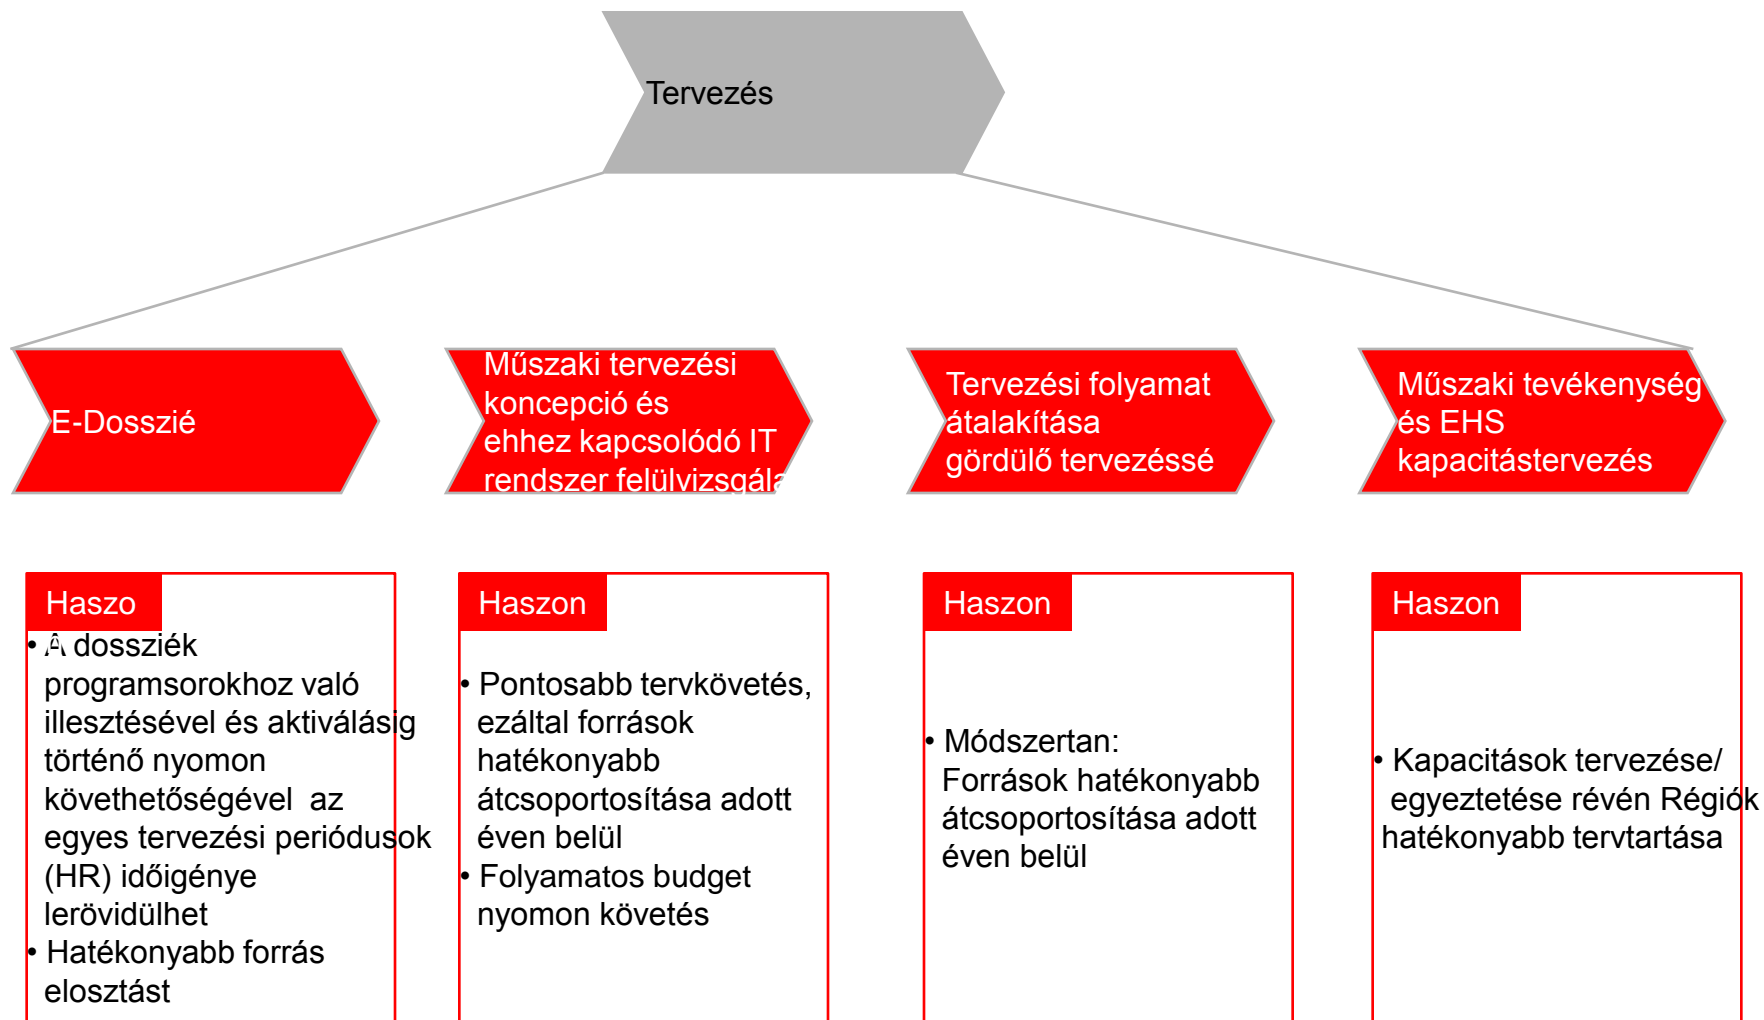 Tervezés
E-Dosszié
Műszaki tervezési
koncepció és
ehhez kapcsolódó IT
rendszer felülvizsgála
Tervezési folyamat
átalakítása
gördülő tervezéssé
Műszaki tevékenység
és EHS
kapacitástervezés
Haszo
• A dossziék
programsorokhoz való
illesztésével és aktiválásig
történő nyomon
követhetőségével  az
egyes tervezési periódusok
(HR) időigénye
lerövidülhet
• Hatékonyabb forrás
elosztást
Haszon
• Pontosabb tervkövetés,
ezáltal források
hatékonyabb
átcsoportosítása adott
éven belül
• Folyamatos budget
nyomon követés
Haszon
• Módszertan:
Források hatékonyabb
átcsoportosítása adott
éven belül
Haszon
• Kapacitások tervezése/
egyeztetése révén Régiók
hatékonyabb tervtartása